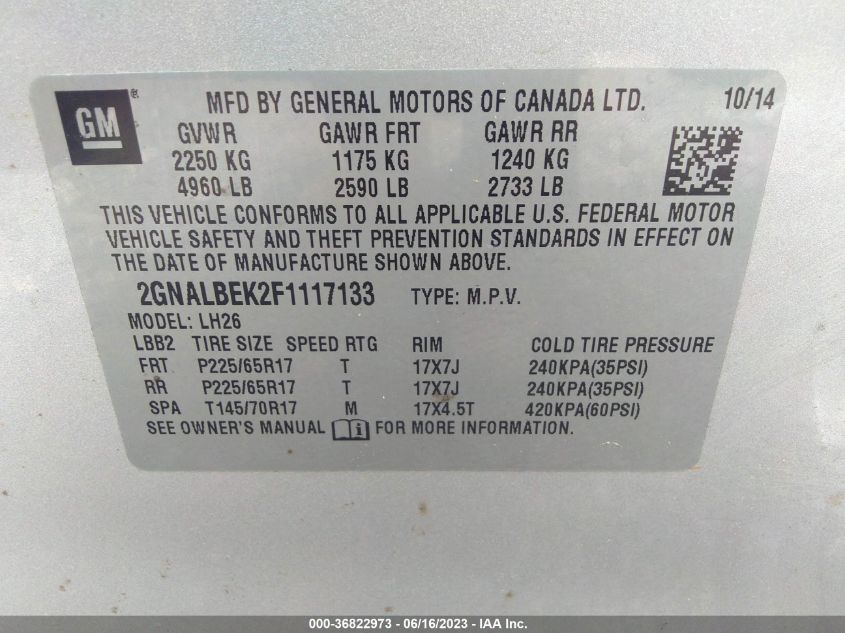 GM ® MFD BY GENERAL MOTORS OF CANADA LTD. 10/14
GVWR GAWR FRT GAWR RR
2250 KG 1175 KG 1240 KG
4960 LB 2590 LB 2733 LB
THIS VEHICLE CONFORMS TO ALL APPLICABLE U.S. FEDERAL MOTOR
VEHICLE SAFETY AND THEFT PREVENTION STANDARDS IN EFFECT ON
THE DATE OF MANUFACTURE SHOWN ABOVE.
2GNALBEK2F1117133 TYPE: M.P.V.
MODEL: LH26
LBB2 TIRE SIZE SPEED RTG RIM COLD TIRE PRESSURE
FRT P225/65R17 T 17X7J 240KPA(35PSI)
RR P225/65R17 T 17X7J 240KPA(35PSI)
SPA T145/70R17 M 17X4.5T 420KPA(60PSI)
SEE OWNER'S MANUAL i FOR MORE INFORMATION.
000-36822973 - 06/16/2023 - IAA Inc.